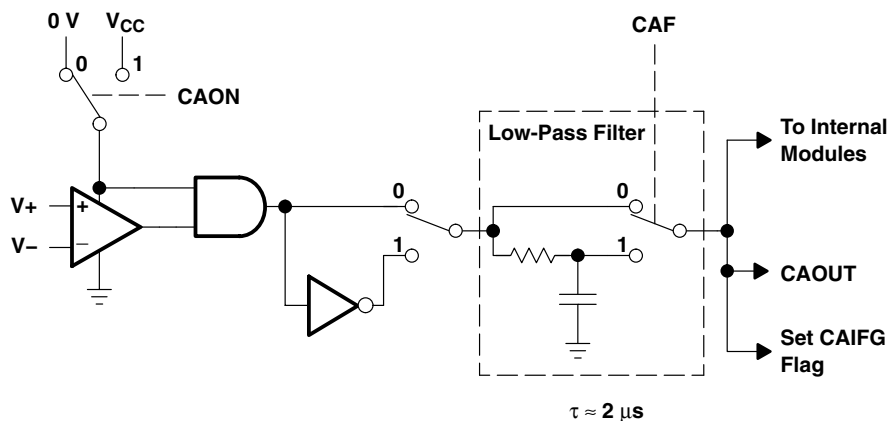 0 V
VCC
0
1
CAON
CAF
Low-Pass Filter
To Internal
Modules
V+
+
V−
−
0
1
0
1
CAOUT
Set CAIFG
Flag
τ ≈ 2 μs